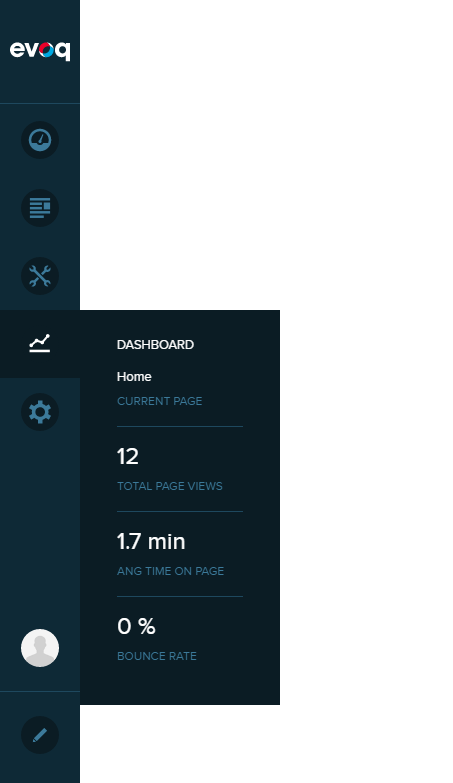 evoq
DASHBOARD
Home
CURRENT PAGE
12
TOTAL PAGE VIEWS
1.7 min
ANG TIME ON PAGE
0 %
BOUNCE RATE